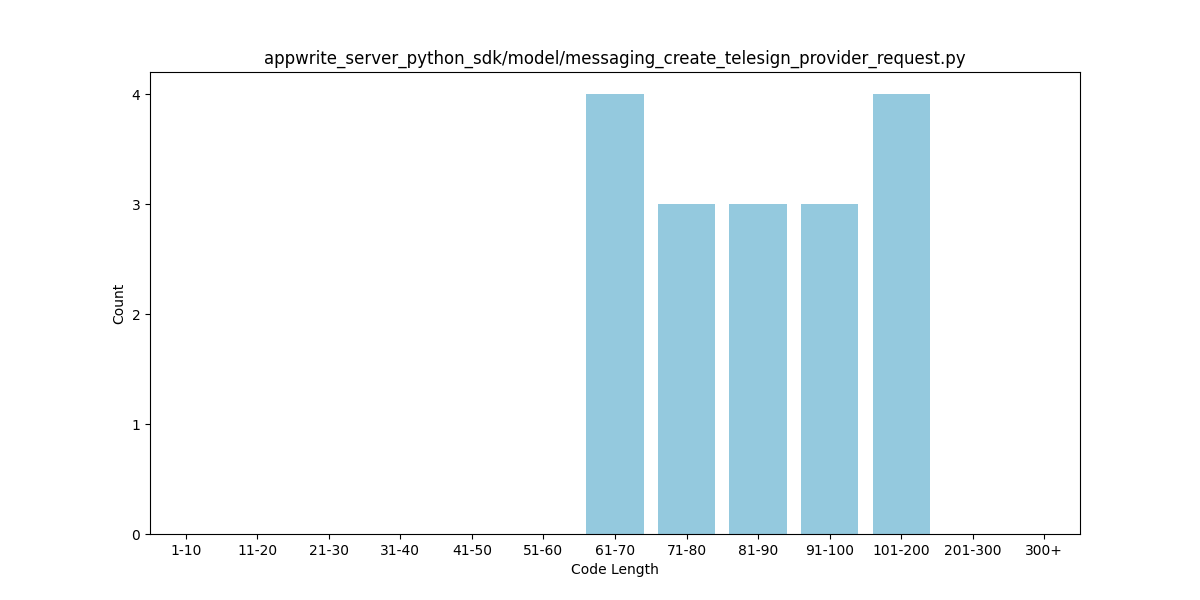 appwrite_server_python_sdk/model/messaging_create_telesign_provider_request.py
4
3
2
1
0
Count
1-10 11-20 21-30 31-40 41-50 51-60 61-70 71-80 81-90 91-100 101-200 201-300 300+
Code Length